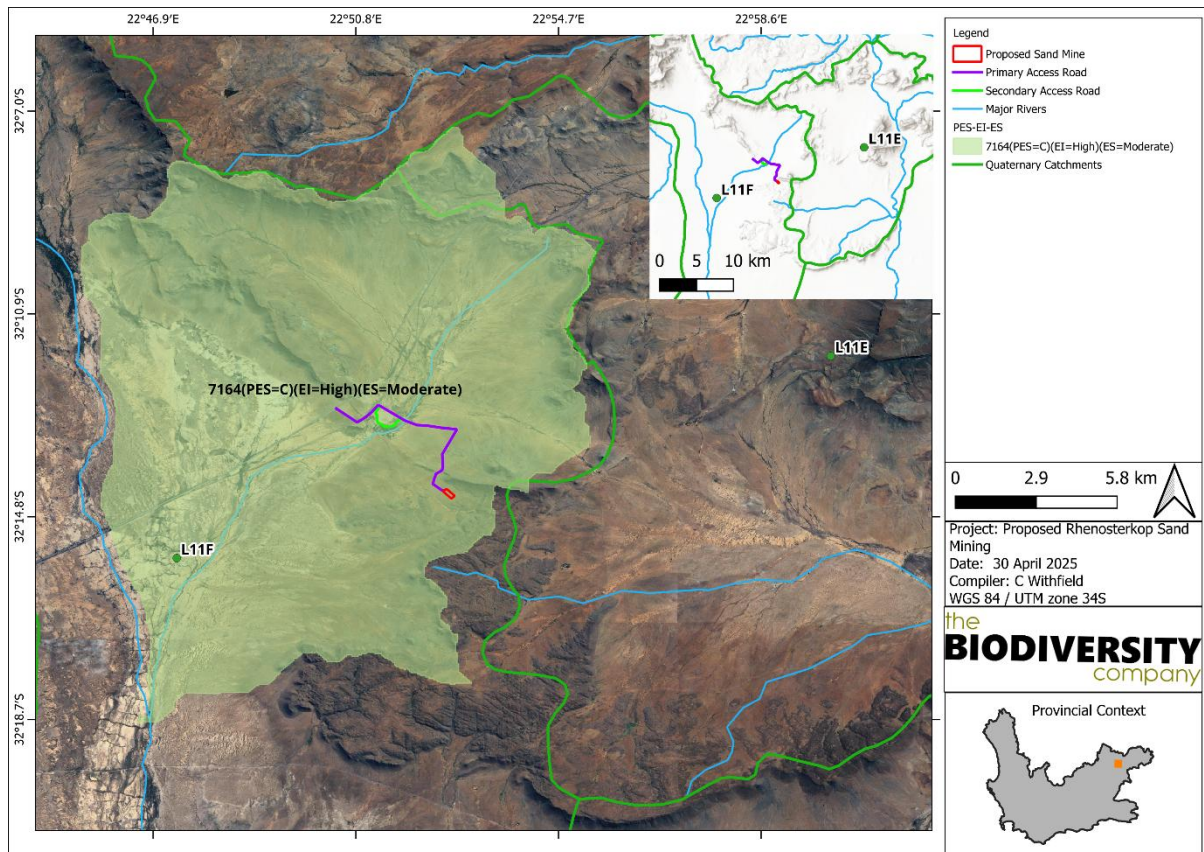 22°46.9'E
22°50.8'E
22°54.7'E
22°58.6'E
32°7.0'S
32°10.9'S
32°14.8'S
32°18.7'S
L11E
L11F
0 5 10 km
L11E
7164(PES=C)(EI=High)(ES=Moderate)
L11F
Legend
Proposed Sand Mine
Primary Access Road
Secondary Access Road
Major Rivers
PES-EI-ES
7164(PES=C)(EI=High)(ES=Moderate)
Quaternary Catchments
0 2.9 5.8 km
Project: Proposed Rhenosterkop Sand
Mining
Date: 30 April 2025
Compiler: C Withfield
WGS 84 / UTM zone 34S
the
BIODIVERSITY
company
Provincial Context